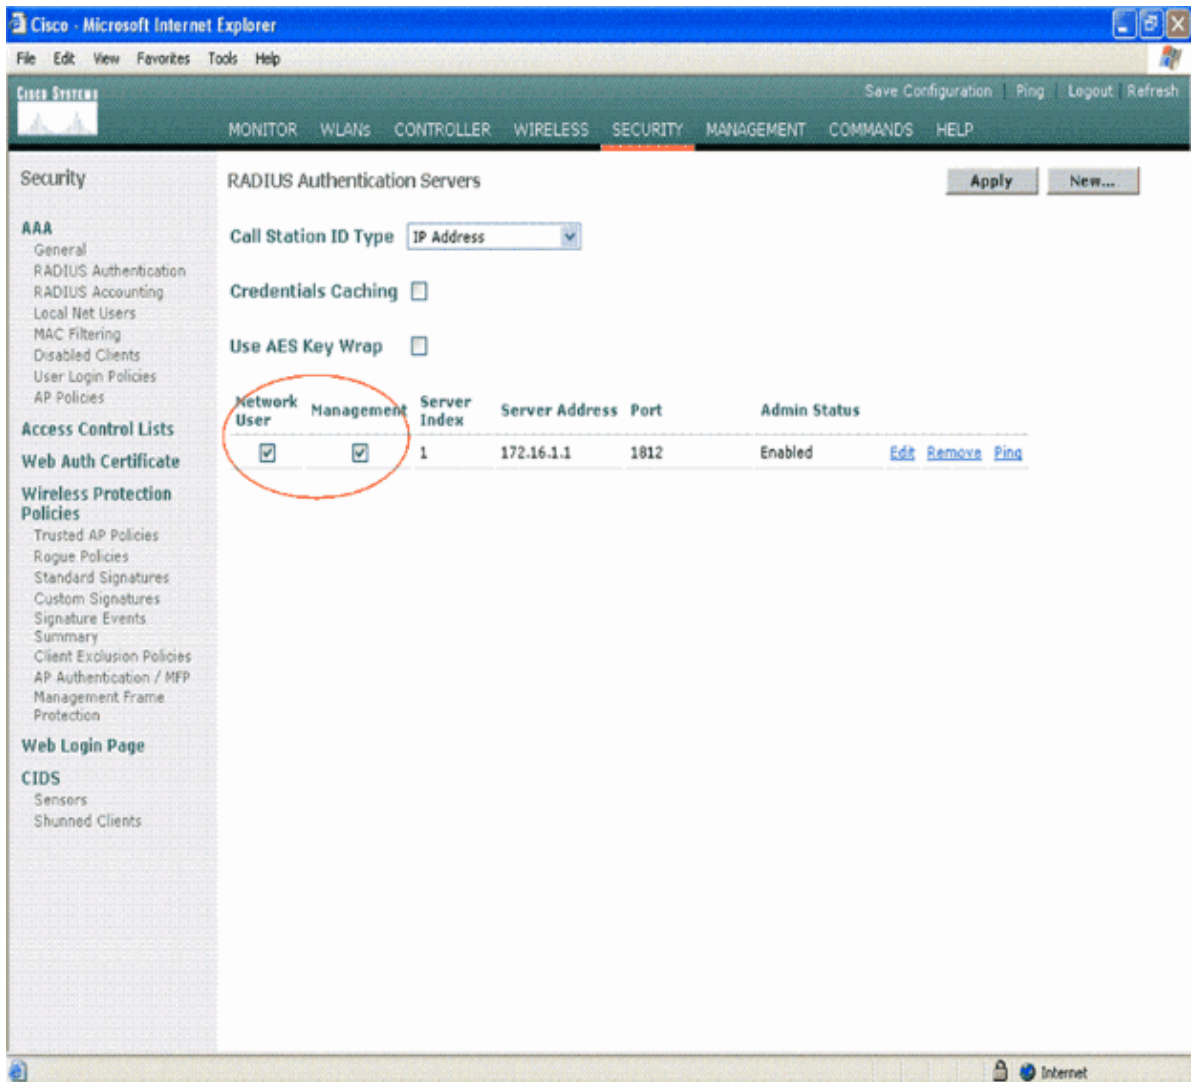 Cisco - Microsoft Internet Explorer
File Edit View Favorites Tools Help
CISCO SYSTEMS
Save Configuration | Ping | Logout | Refresh
MONITOR WLANs CONTROLLER WIRELESS SECURITY MANAGEMENT COMMANDS HELP
Security
AAA
General
RADIUS Authentication
RADIUS Accounting
Local Net Users
MAC Filtering
Disabled Clients
User Login Policies
AP Policies
Access Control Lists
Web Auth Certificate
Wireless Protection
Policies
Trusted AP Policies
Rogue Policies
Standard Signatures
Custom Signatures
Signature Events
Summary
Client Exclusion Policies
AP Authentication / MFP
Management Frame
Protection
Web Login Page
CIDS
Sensors
Shunned Clients
RADIUS Authentication Servers
Apply New...
Call Station ID Type IP Address
Credentials Caching
Use AES Key Wrap
Network
User Management Server
Index Server Address Port Admin Status
1 172.16.1.1 1812 Enabled Edit Remove Ping
Internet